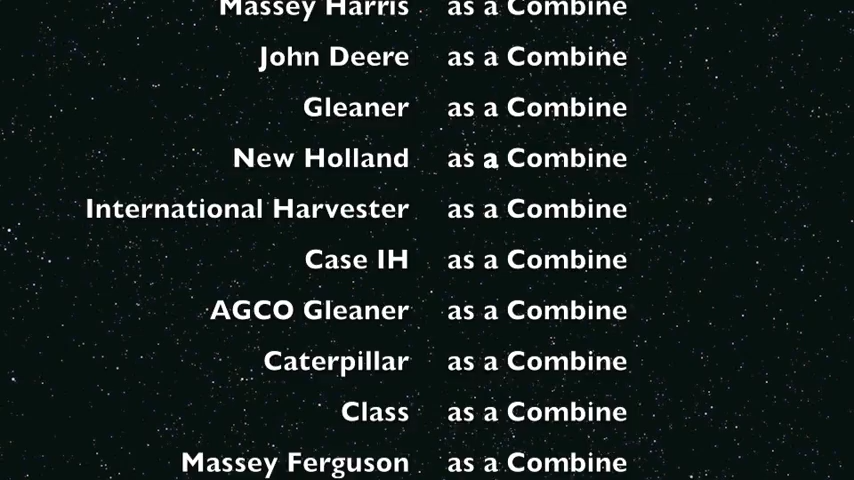 Massey Harris as a Combine
John Deere as a Combine
Gleaner as a Combine
New Holland as a Combine
International Harvester as a Combine
Case IH as a Combine
AGCO Gleaner as a Combine
Caterpillar as a Combine
Class as a Combine
Massey Ferguson as a Combine